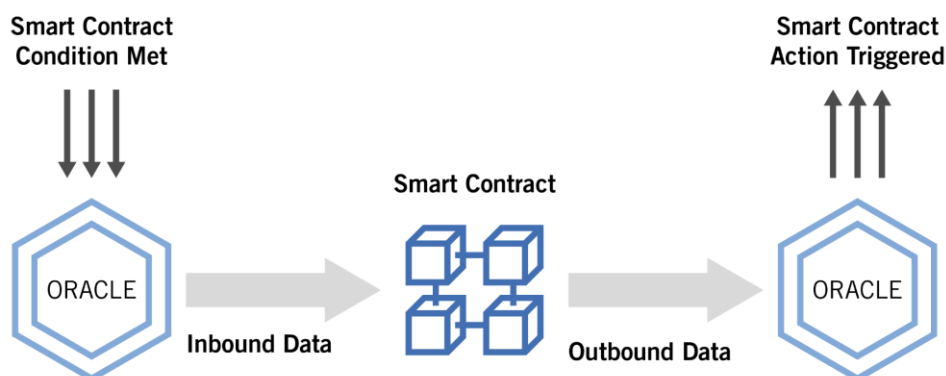 Smart Contract
Condition Met
Smart Contract
Action Triggered
Smart Contract
ORACLE
ORACLE
Inbound Data
Outbound Data